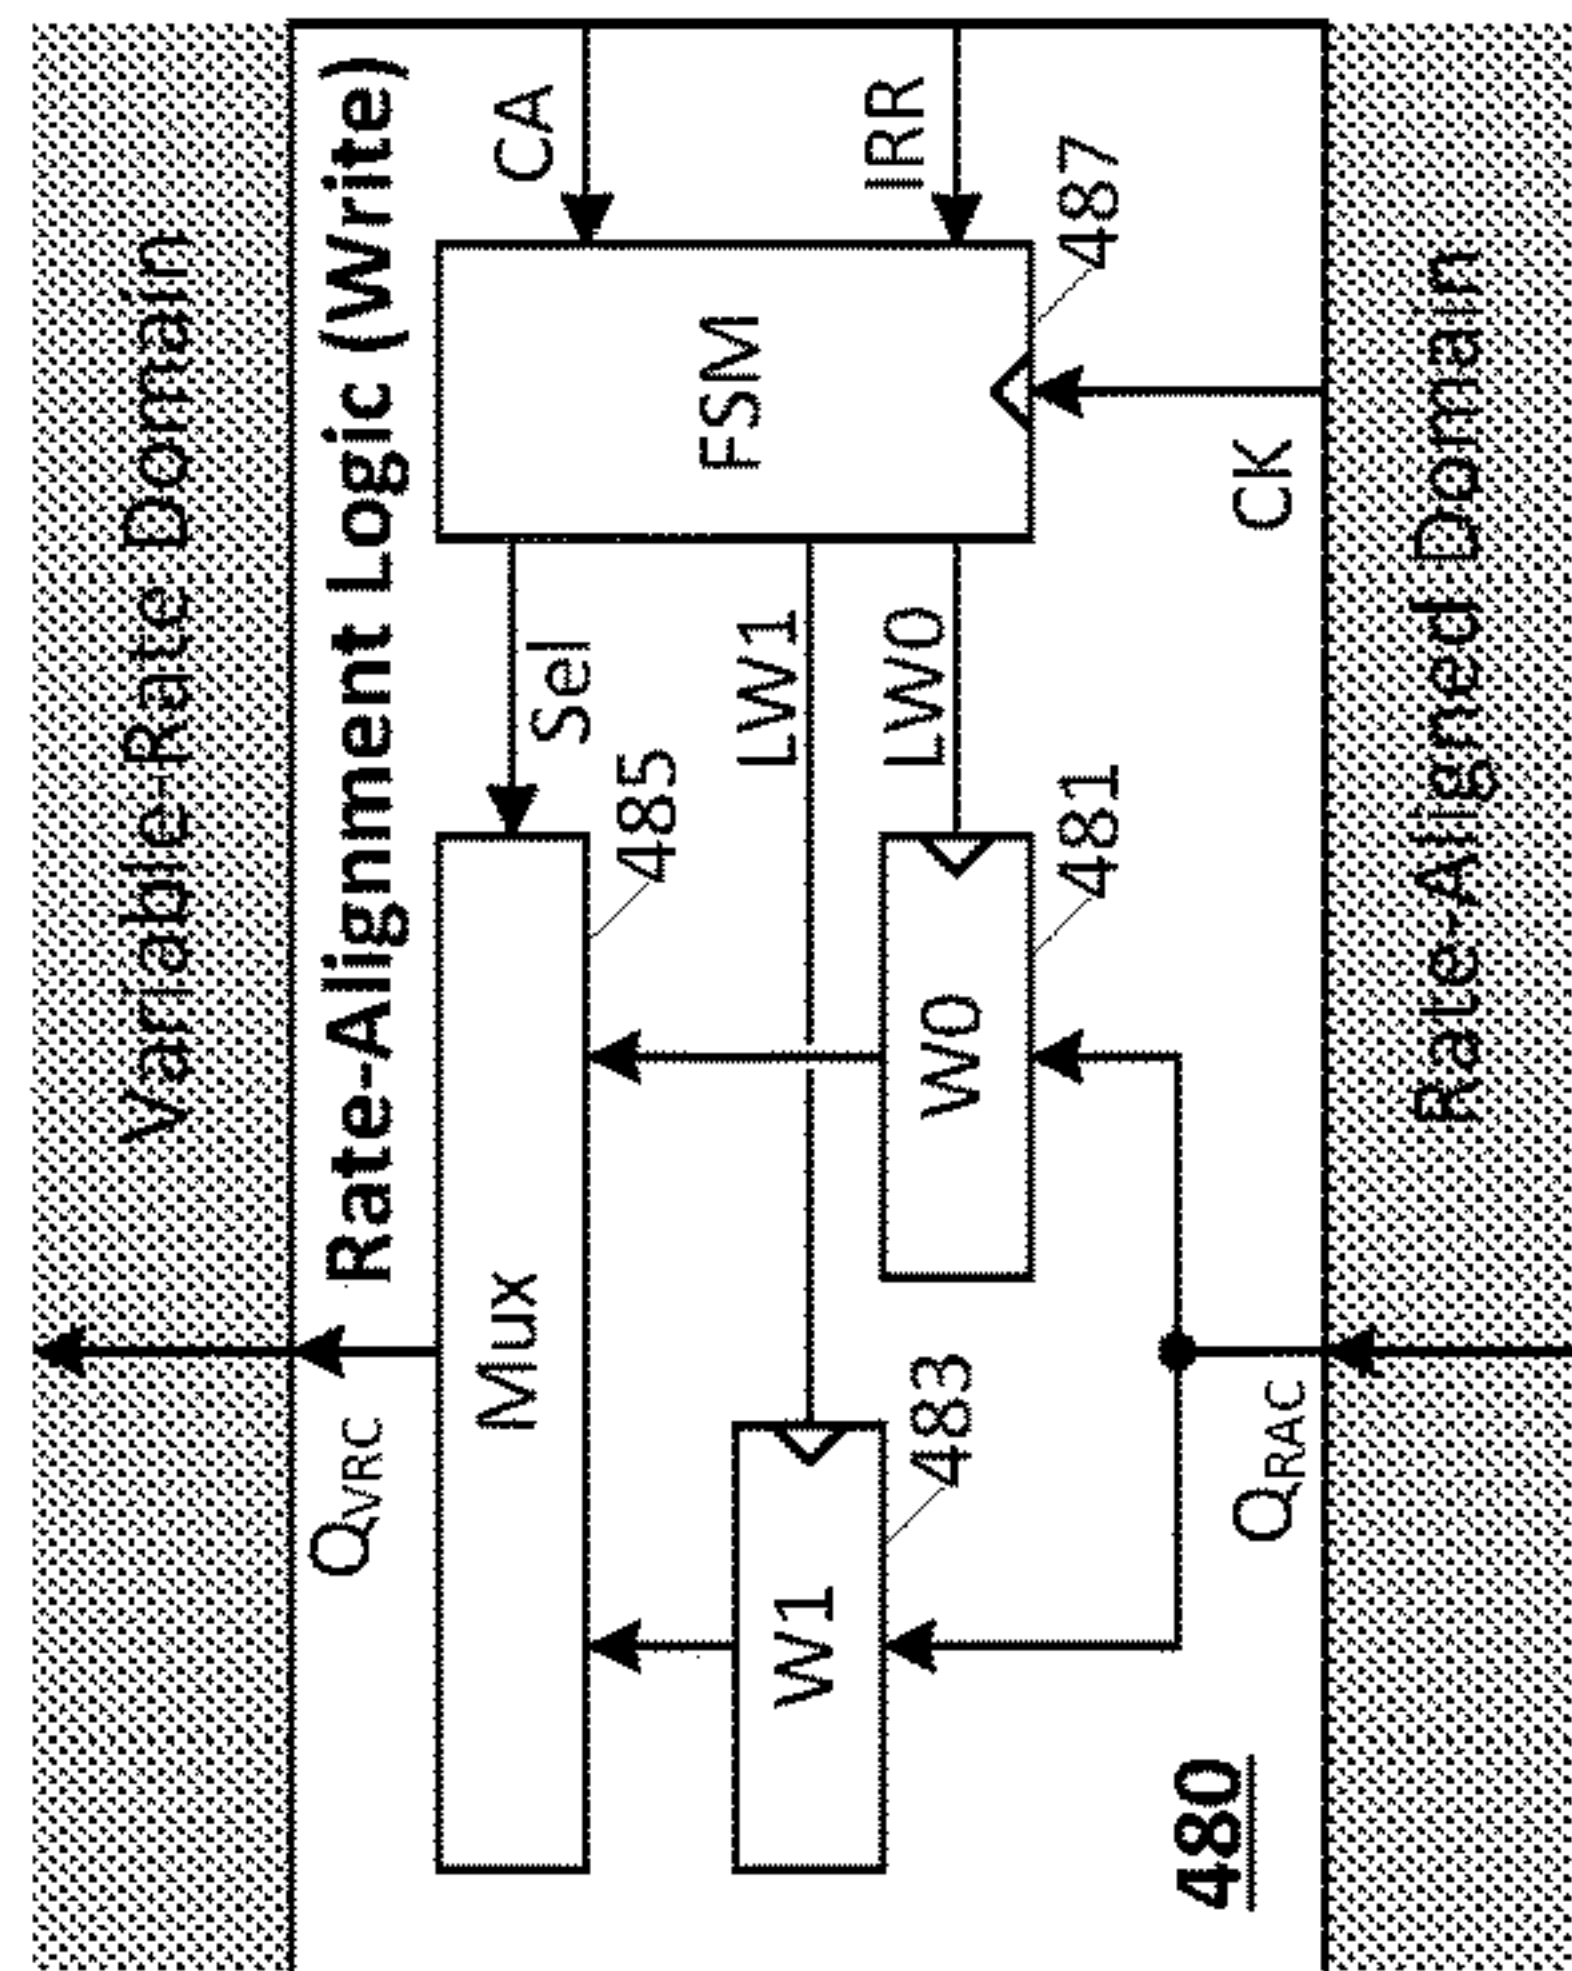 Variable-Rate Domain
Rate-Alignment Logic (Write)
QVRC
Mux
485
Sel
CA
FSM
IRR
487
LW1
LW0
W1
483
W0
481
CK
QRAC
480
Rate-Aligned Domain